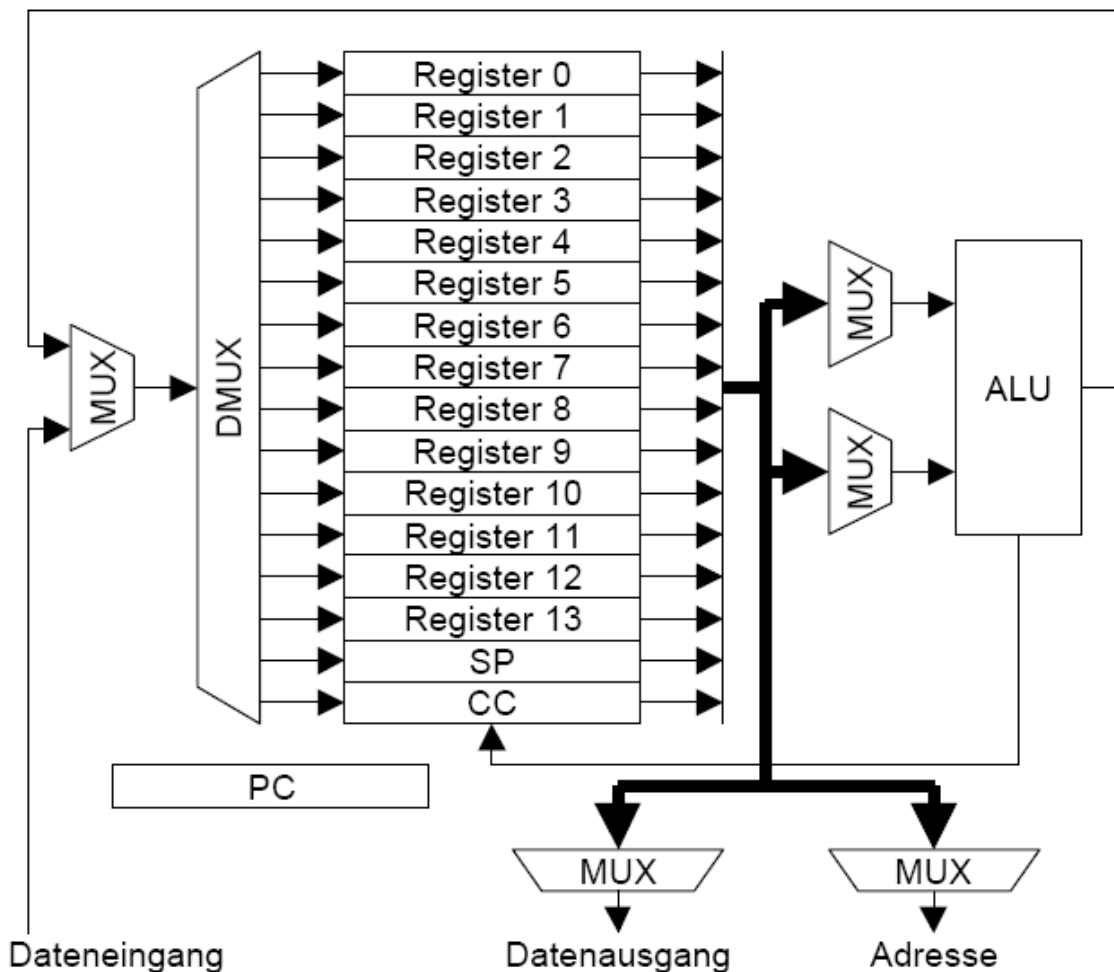 Register 0
Register 1
Register 2
Register 3
Register 4
Register 5
Register 6
Register 7
Register 8
Register 9
Register 10
Register 11
Register 12
Register 13
SP
CC
MUX
DMUX
MUX
MUX
ALU
PC
MUX
MUX
Dateneingang
Datenausgang
Adresse